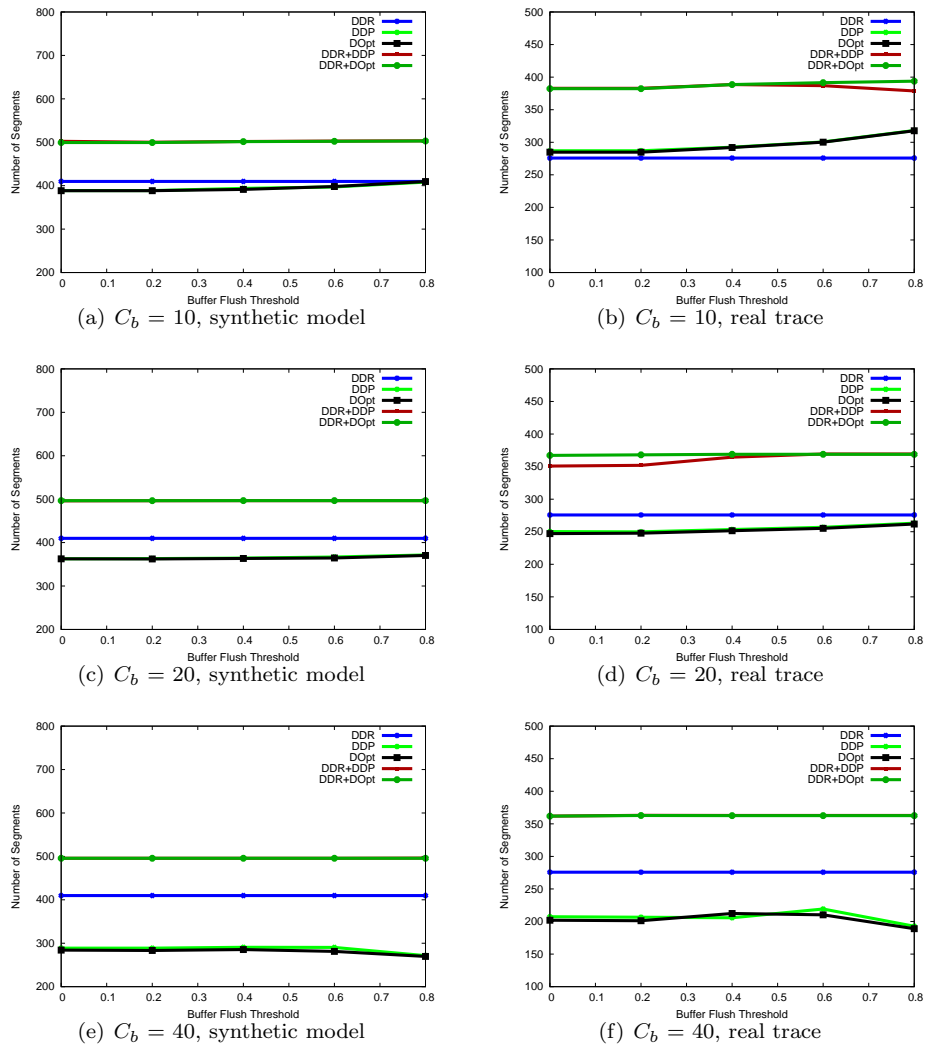 800
700
600
500
400
300
200
Number of Segments
DDR
DDP
DOpt
DDR+DDP
DDR+DOpt
0 0.1 0.2 0.3 0.4 0.5 0.6 0.7 0.8
Buffer Flush Threshold
(a) C_b = 10, synthetic model
500
450
400
350
300
250
200
150
100
Number of Segments
DDR
DDP
DOpt
DDR+DDP
DDR+DOpt
0 0.1 0.2 0.3 0.4 0.5 0.6 0.7 0.8
Buffer Flush Threshold
(b) C_b = 10, real trace
800
700
600
500
400
300
200
Number of Segments
DDR
DDP
DOpt
DDR+DDP
DDR+DOpt
0 0.1 0.2 0.3 0.4 0.5 0.6 0.7 0.8
Buffer Flush Threshold
(c) C_b = 20, synthetic model
500
450
400
350
300
250
200
150
100
Number of Segments
DDR
DDP
DOpt
DDR+DDP
DDR+DOpt
0 0.1 0.2 0.3 0.4 0.5 0.6 0.7 0.8
Buffer Flush Threshold
(d) C_b = 20, real trace
800
700
600
500
400
300
200
Number of Segments
DDR
DDP
DOpt
DDR+DDP
DDR+DOpt
0 0.1 0.2 0.3 0.4 0.5 0.6 0.7 0.8
Buffer Flush Threshold
(e) C_b = 40, synthetic model
500
450
400
350
300
250
200
150
100
Number of Segments
DDR
DDP
DOpt
DDR+DDP
DDR+DOpt
0 0.1 0.2 0.3 0.4 0.5 0.6 0.7 0.8
Buffer Flush Threshold
(f) C_b = 40, real trace